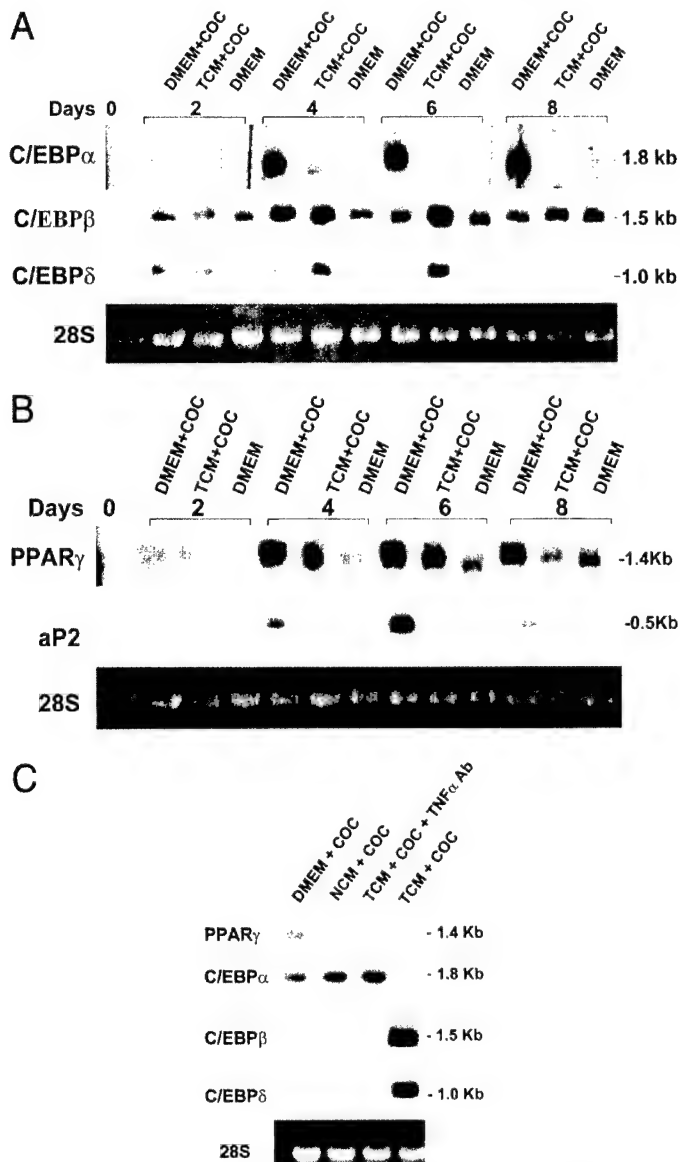 A
DMEM+COC TCM+COC DMEM DMEM+COC TCM+COC DMEM DMEM+COC TCM+COC DMEM DMEM+COC TCM+COC DMEM
Days 0 2 4 6 8
C/EBPα -1.8 kb
C/EBPβ -1.5 kb
C/EBPδ -1.0 kb
28S
B
DMEM+COC TCM+COC DMEM DMEM+COC TCM+COC DMEM DMEM+COC TCM+COC DMEM DMEM+COC TCM+COC DMEM
Days 0 2 4 6 8
PPARγ -1.4Kb
aP2 -0.5Kb
28S
C
DMEM + COC
NCM + COC
TCM + COC + TNFα Ab
TCM + COC
PPARγ - 1.4 Kb
C/EBPα - 1.8 Kb
C/EBPβ - 1.5 Kb
C/EBPδ - 1.0 Kb
28S